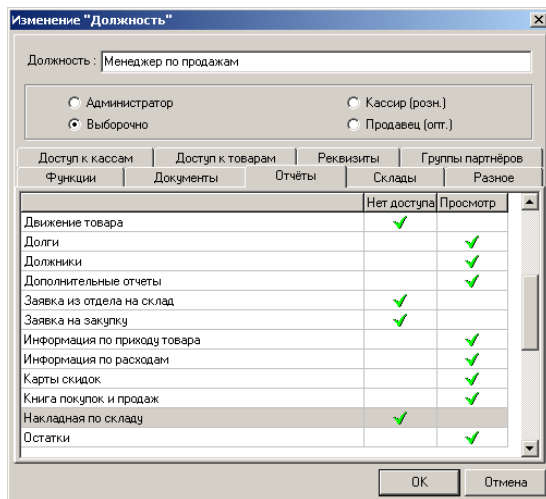 Изменение "Должность"
Должность : Менеджер по продажам
Администратор Кассир (розн.)
Выборочно Продавец (опт.)
Доступ к кассам Доступ к товарам Реквизиты Группы партнёров
Функции Документы Отчёты Склады Разное
Нет доступа Просмотр
Движение товара
Долги
Должники
Дополнительные отчеты
Заявка из отдела на склад
Заявка на закупку
Информация по приходу товара
Информация по расходам
Карты скидок
Книга покупок и продаж
Накладная по складу
Остатки
OK Отмена